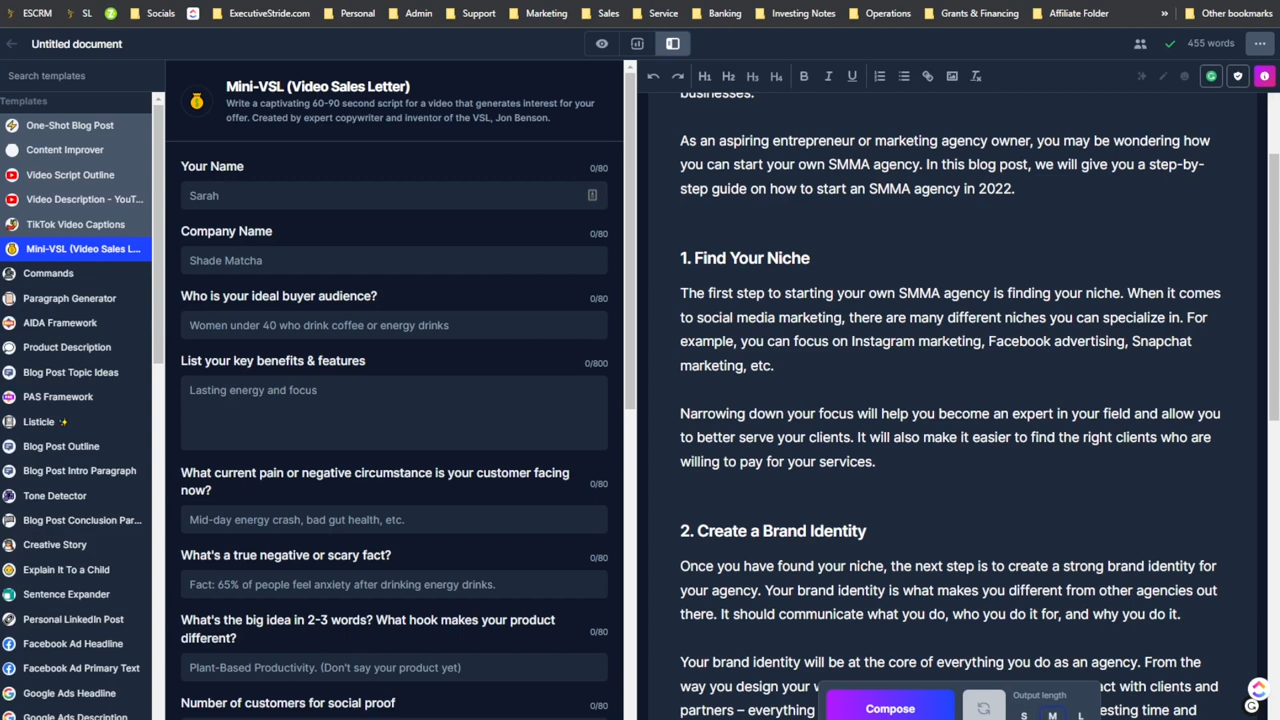 ESCRM
SL
Socials
ExecutiveStride.com
Personal
Admin
Support
Marketing
Sales
Service
Banking
Investing Notes
Operations
Grants & Financing
Affiliate Folder
»
Other bookmarks
Untitled document
455 words
Search templates
Templates
One-Shot Blog Post
Content Improver
Video Script Outline
Video Description - YouT...
TikTok Video Captions
Mini-VSL (Video Sales L...
Commands
Paragraph Generator
AIDA Framework
Product Description
Blog Post Topic Ideas
PAS Framework
Listicle ✨
Blog Post Outline
Blog Post Intro Paragraph
Tone Detector
Blog Post Conclusion Par...
Creative Story
Explain It To a Child
Sentence Expander
Personal LinkedIn Post
Facebook Ad Headline
Facebook Ad Primary Text
Google Ads Headline
Google Ads Description
Mini-VSL (Video Sales Letter)
Write a captivating 60-90 second script for a video that generates interest for your
offer. Created by expert copywriter and inventor of the VSL, Jon Benson.
Your Name 0/80
Sarah
Company Name 0/80
Shade Matcha
Who is your ideal buyer audience? 0/80
Women under 40 who drink coffee or energy drinks
List your key benefits & features 0/800
Lasting energy and focus
What current pain or negative circumstance is your customer facing
now? 0/80
Mid-day energy crash, bad gut health, etc.
What's a true negative or scary fact? 0/80
Fact: 65% of people feel anxiety after drinking energy drinks.
What's the big idea in 2-3 words? What hook makes your product
different? 0/80
Plant-Based Productivity. (Don't say your product yet)
Number of customers for social proof 0/80
H1 H2 H3 H4 B I U
businesses.
As an aspiring entrepreneur or marketing agency owner, you may be wondering how
you can start your own SMMA agency. In this blog post, we will give you a step-by-
step guide on how to start an SMMA agency in 2022.
1. Find Your Niche
The first step to starting your own SMMA agency is finding your niche. When it comes
to social media marketing, there are many different niches you can specialize in. For
example, you can focus on Instagram marketing, Facebook advertising, Snapchat
marketing, etc.
Narrowing down your focus will help you become an expert in your field and allow you
to better serve your clients. It will also make it easier to find the right clients who are
willing to pay for your services.
2. Create a Brand Identity
Once you have found your niche, the next step is to create a strong brand identity for
your agency. Your brand identity is what makes you different from other agencies out
there. It should communicate what you do, who you do it for, and why you do it.
Your brand identity will be at the core of everything you do as an agency. From the
way you design your act with clients and
partners – everything esting time and
Compose
Output length
S M L